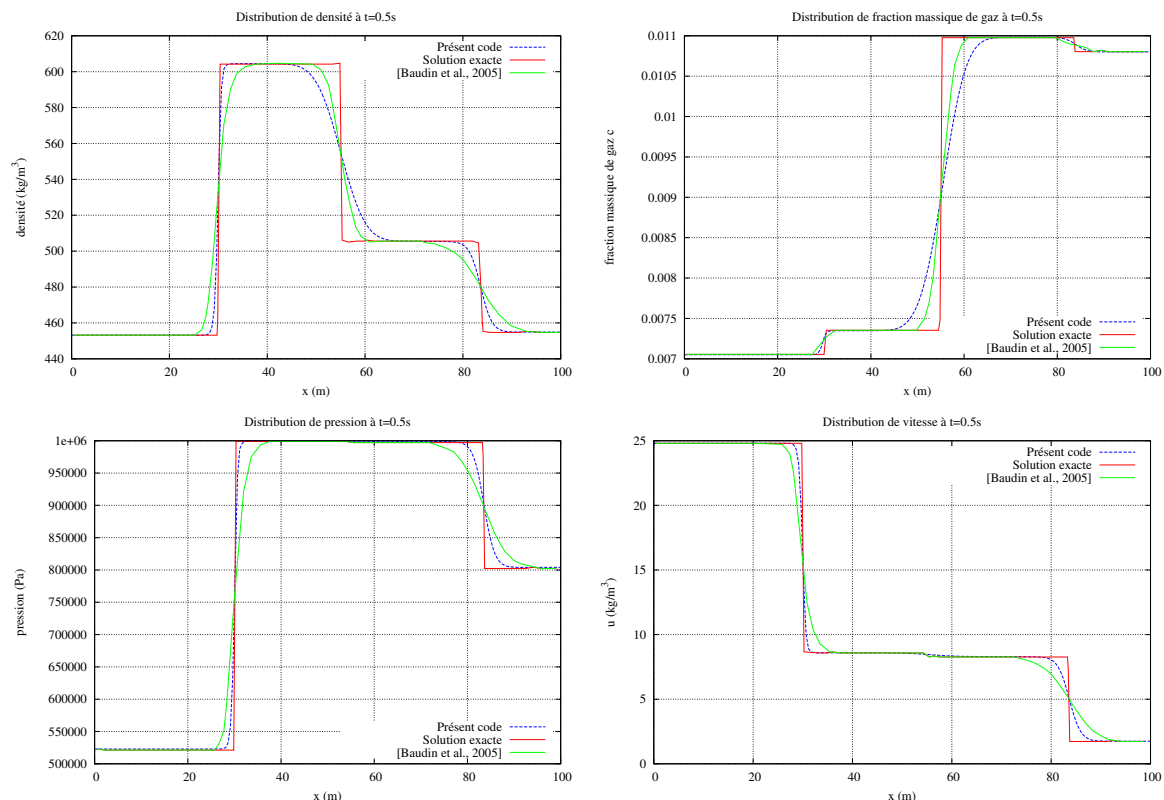 Distribution de densité à t=0.5s
620
600
580
560
540
520
500
480
460
440
0
20
40
60
80
100
x (m)
densité (kg/m³)
Présent code
Solution exacte
[Baudin et al., 2005]
Distribution de fraction massique de gaz à t=0.5s
0.011
0.0105
0.01
0.0095
0.009
0.0085
0.008
0.0075
0.007
0
20
40
60
80
100
x (m)
fraction massique de gaz c
Présent code
Solution exacte
[Baudin et al., 2005]
Distribution de pression à t=0.5s
1e+06
950000
900000
850000
800000
750000
700000
650000
600000
550000
500000
0
20
40
60
80
100
x (m)
pression (Pa)
Présent code
Solution exacte
[Baudin et al., 2005]
Distribution de vitesse à t=0.5s
25
20
15
10
5
0
0
20
40
60
80
100
x (m)
u (kg/m³)
Présent code
Solution exacte
[Baudin et al., 2005]